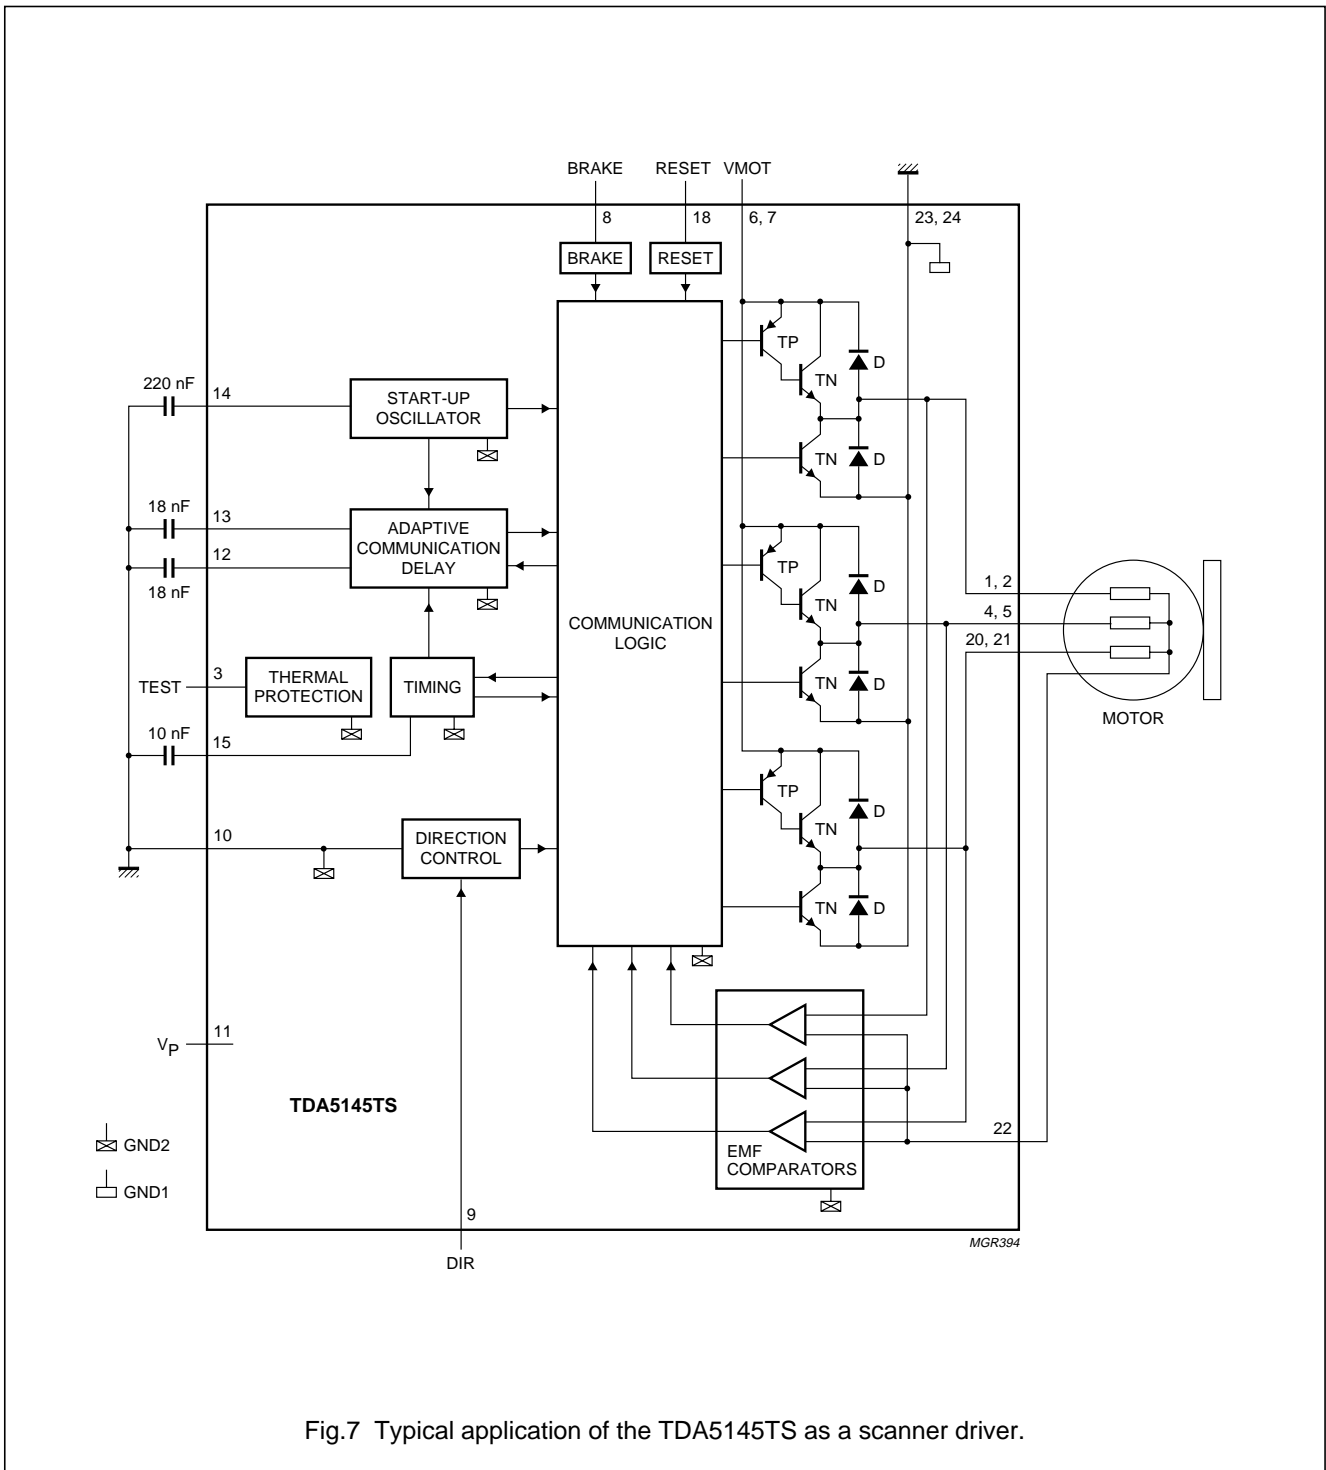 BRAKE RESET VMOT
8 18 6, 7 23, 24
BRAKE RESET
TP
D
TN
220 nF 14
START-UP
OSCILLATOR
TN D
18 nF 13
ADAPTIVE
COMMUNICATION
DELAY
12
18 nF
TP
D
TN
1, 2
4, 5
20, 21
COMMUNICATION
LOGIC
TEST 3
THERMAL
PROTECTION
TIMING
TN D
MOTOR
10 nF 15
TP
D
TN
10
DIRECTION
CONTROL
TN D
11
VP
TDA5145TS
GND2
GND1
22
EMF
COMPARATORS
9
DIR
MGR394
Fig.7 Typical application of the TDA5145TS as a scanner driver.